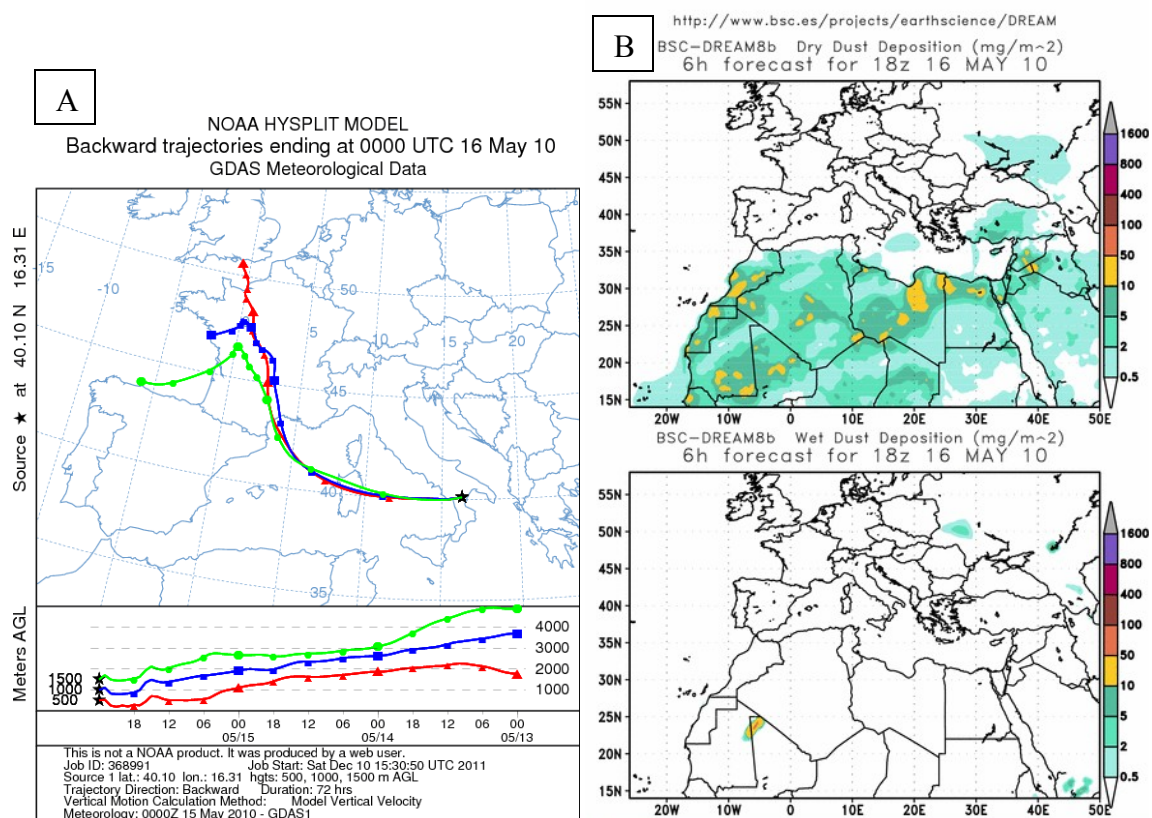 A
NOAA HYSPLIT MODEL
Backward trajectories ending at 0000 UTC 16 May 10
GDAS Meteorological Data
Source ★ at 40.10 N 16.31 E
-15
-10
-5
5
10
15
20
50
45
40
35
Meters AGL
1500
1000
500
4000
3000
2000
1000
18 12 06 00 18 12 06 00 18 12 06 00
05/15 05/14 05/13
This is not a NOAA product. It was produced by a web user.
Job ID: 368991 Job Start: Sat Dec 10 15:30:50 UTC 2011
Source 1 lat.: 40.10 lon.: 16.31 hgts: 500, 1000, 1500 m AGL
Trajectory Direction: Backward Duration: 72 hrs
Vertical Motion Calculation Method: Model Vertical Velocity
Meteorology: 0000Z 15 May 2010 - GDAS1
B
http://www.bsc.es/projects/earthscience/DREAM
BSC-DREAM8b Dry Dust Deposition (mg/m^2)
6h forecast for 18z 16 MAY 10
55N
50N
45N
40N
35N
30N
25N
20N
15N
20W 10W 0 10E 20E 30E 40E 50E
1600
800
400
100
50
10
5
2
0.5
BSC-DREAM8b Wet Dust Deposition (mg/m^2)
6h forecast for 18z 16 MAY 10
55N
50N
45N
40N
35N
30N
25N
20N
15N
20W 10W 0 10E 20E 30E 40E 50E
1600
800
400
100
50
10
5
2
0.5